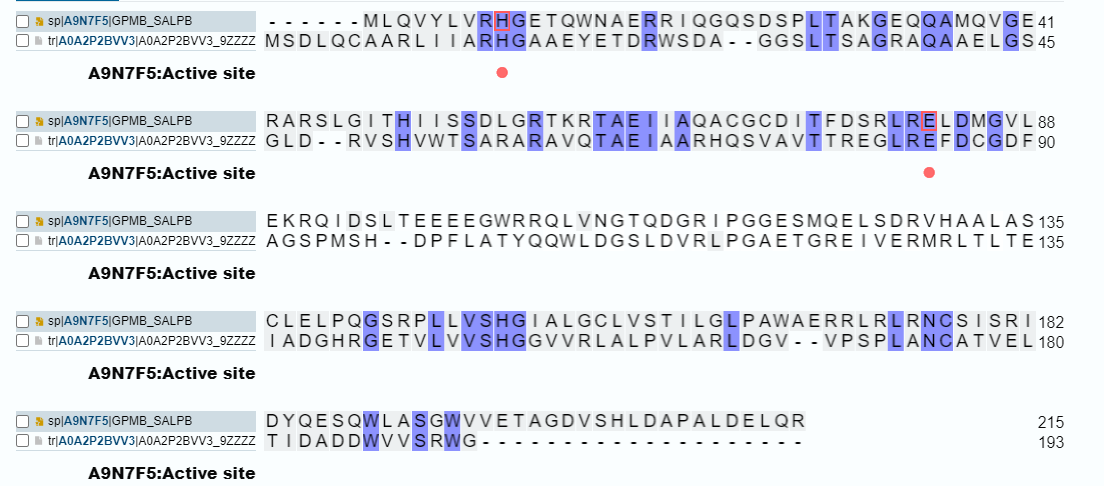 sp|A9N7F5|GPMB_SALPB ------MLQVYLVRHGETQWNAERRIQGQSDSPLTAKGEQQAMQVGE 41
tr|A0A2P2BVV3|A0A2P2BVV3_9ZZZZ MSDLQCAARLIIARHGAAEYETDRWSDA--GGSLTSAGRAQAAELGS 45
A9N7F5:Active site
sp|A9N7F5|GPMB_SALPB RARSLGITHIISSDLGRTKRTAEIIAQACGCDITFDSRLRELDMGVL 88
tr|A0A2P2BVV3|A0A2P2BVV3_9ZZZZ GLD--RVSHVWTSARARAVQTAEIAARHQSVAVTTREGLREFDCGDF 90
A9N7F5:Active site
sp|A9N7F5|GPMB_SALPB EKRQIDSLTEEEEGWRRQLVNGTQDGRIPGGESMQELSDRVHAALAS 135
tr|A0A2P2BVV3|A0A2P2BVV3_9ZZZZ AGSPMSH--DPFLATYQQWLDGSLDVRLPGAETGREIVERMRLTLTE 135
A9N7F5:Active site
sp|A9N7F5|GPMB_SALPB CLELPQGSRPLLVSHGIALGCLVSTILGLPAWAERRLRLRNCSISRI 182
tr|A0A2P2BVV3|A0A2P2BVV3_9ZZZZ IADGHRGETVLVVSHGGVVRLALPVLARLDGV--VPSPLANCATVEL 180
A9N7F5:Active site
sp|A9N7F5|GPMB_SALPB DYQESQWLASGWVVETAGDVSHLDAPALDELQR 215
tr|A0A2P2BVV3|A0A2P2BVV3_9ZZZZ TIDADDWVVSRWG-------------------- 193
A9N7F5:Active site